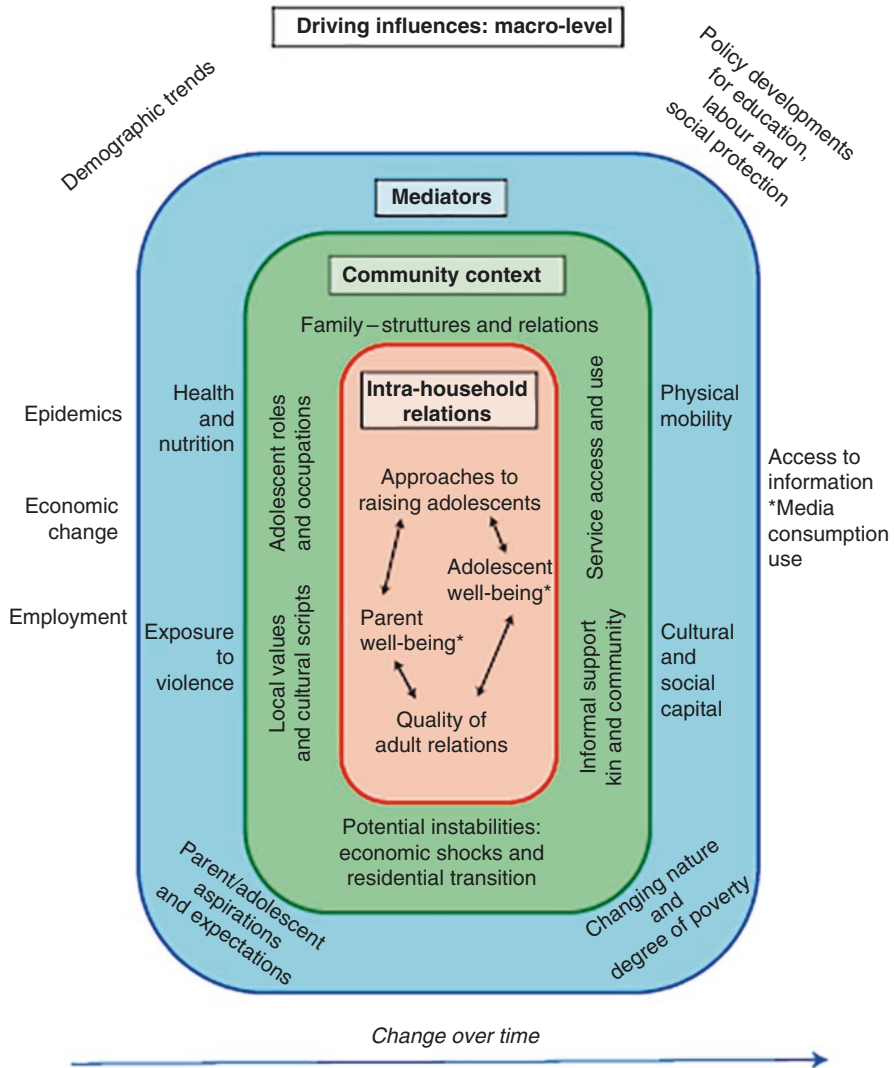 Driving influences: macro-level
Demographic trends
Policy developments
for education,
labour and
social protection
Mediators
Community context
Family – struttures and relations
Intra-household
relations
Epidemics
Economic
change
Employment
Health
and
nutrition
Exposure
to
violence
Adolescent roles
and occupations
Local values
and cultural scripts
Approaches to
raising adolescents
Adolescent
well-being*
Parent
well-being*
Quality of
adult relations
Service access and use
Informal support
kin and community
Physical
mobility
Cultural
and
social
capital
Access to
information
*Media
consumption
use
Potential instabilities:
economic shocks and
residential transition
Parent/adolescent
aspirations
and expectations
Changing nature
and
degree of poverty
Change over time